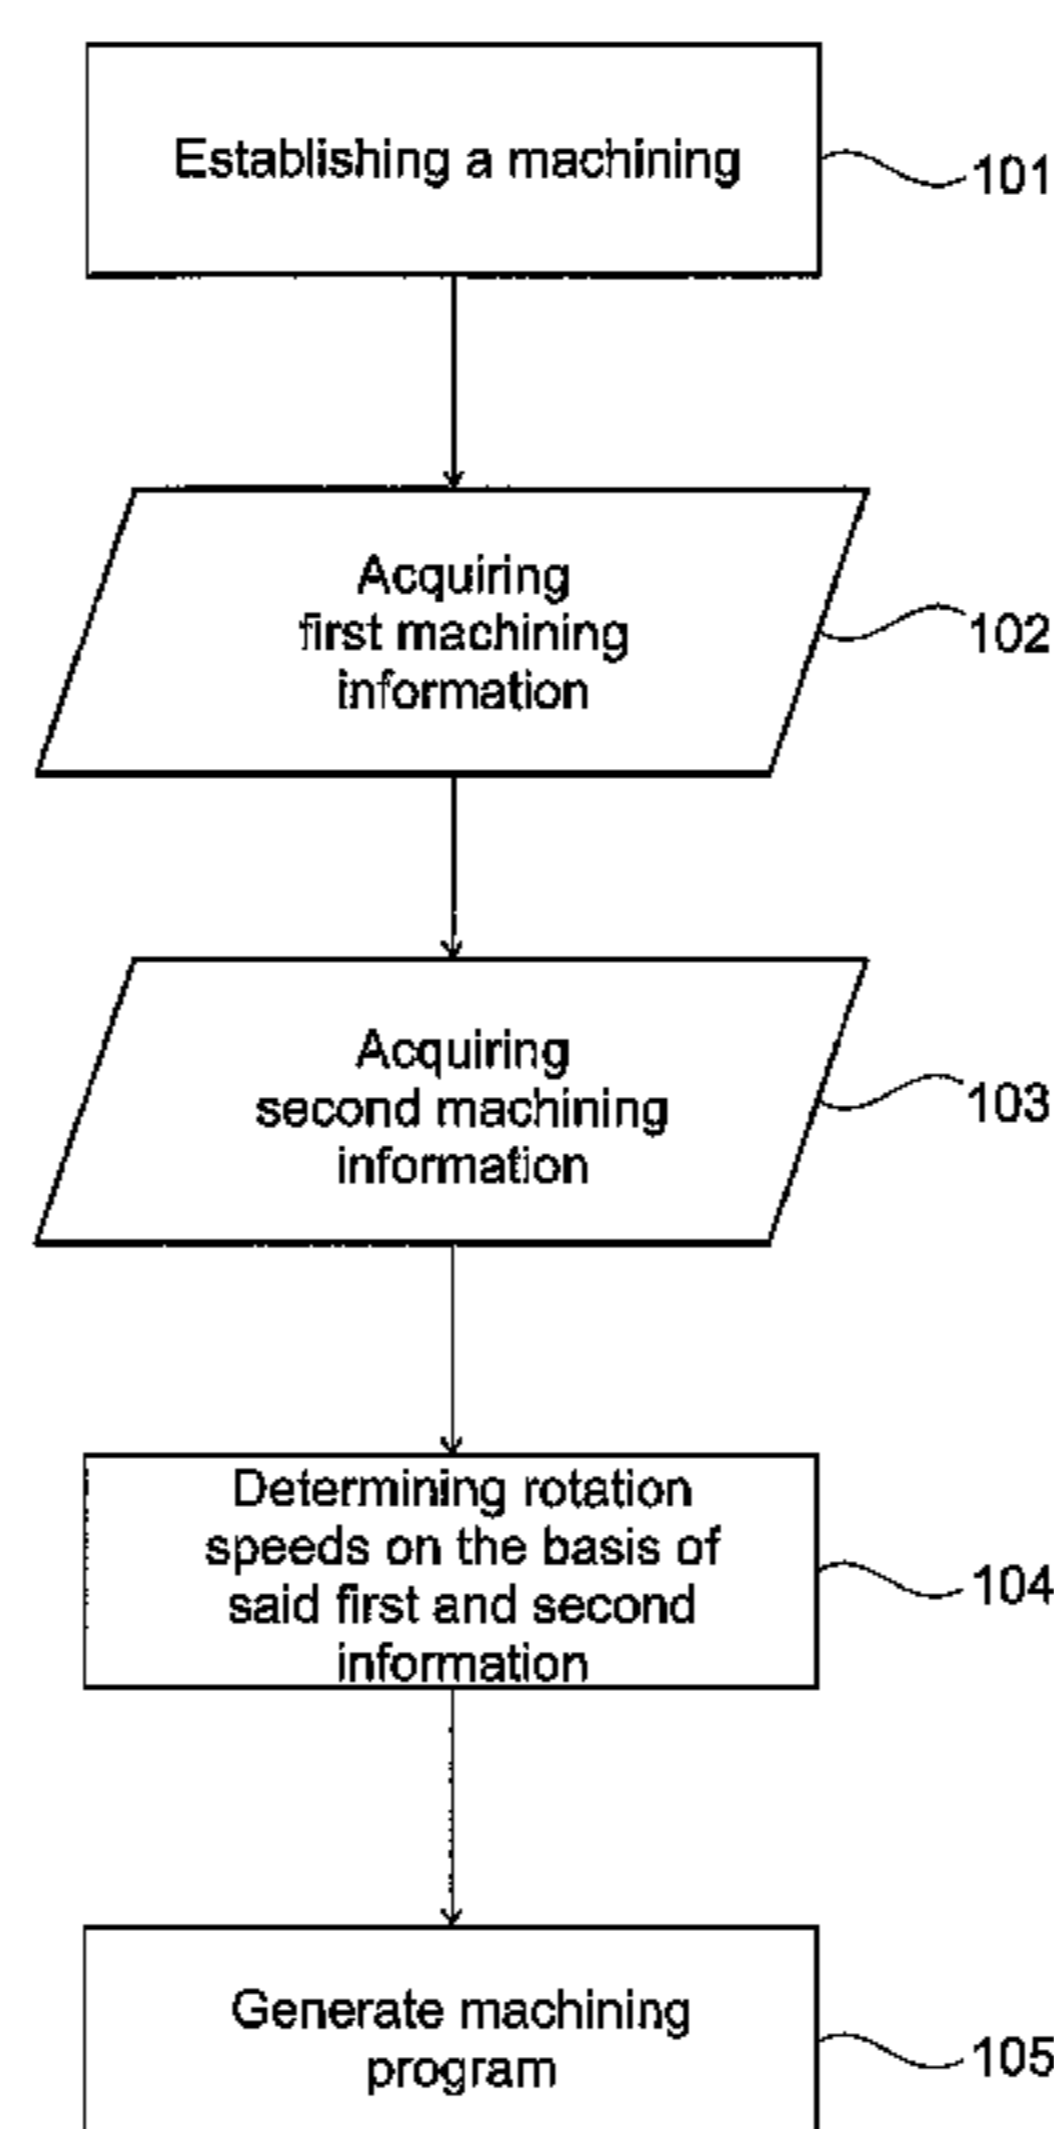 Establishing a machining
101
Acquiring
first machining
information
102
Acquiring
second machining
information
103
Determining rotation
speeds on the basis of
said first and second
information
104
Generate machining
program
105